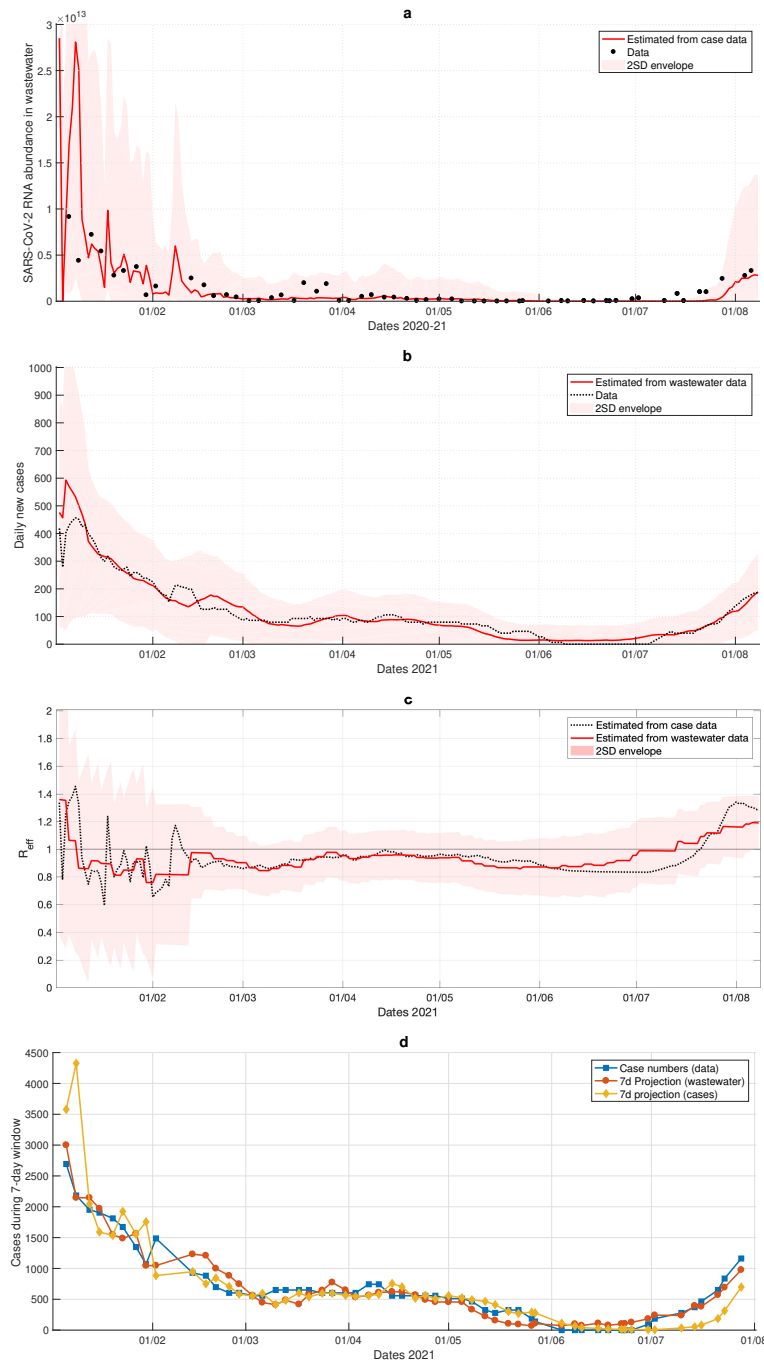 a
×10^13
3
2.5
2
1.5
1
0.5
0
SARS-CoV-2 RNA abundance in wastewater
Estimated from case data
Data
2SD envelope
01/02 01/03 01/04 01/05 01/06 01/07 01/08
Dates 2020-21
b
1000
900
800
700
600
500
400
300
200
100
0
Daily new cases
Estimated from wastewater data
Data
2SD envelope
01/02 01/03 01/04 01/05 01/06 01/07 01/08
Dates 2021
c
2
1.8
1.6
1.4
1.2
1
0.8
0.6
0.4
0.2
0
R_eff
Estimated from case data
Estimated from wastewater data
2SD envelope
01/02 01/03 01/04 01/05 01/06 01/07 01/08
Dates 2021
d
4500
4000
3500
3000
2500
2000
1500
1000
500
0
Cases during 7-day window
Case numbers (data)
7d Projection (wastewater)
7d projection (cases)
01/02 01/03 01/04 01/05 01/06 01/07 01/08
Dates 2021